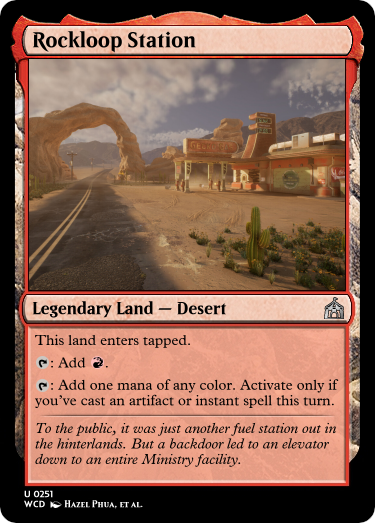 Rockloop Station
Legendary Land — Desert
This land enters tapped.
: Add .
: Add one mana of any color. Activate only if
you've cast an artifact or instant spell this turn.
To the public, it was just another fuel station out in
the hinterlands. But a backdoor led to an elevator
down to an entire Ministry facility.
U 0251
WCD Hazel Phua, et al.